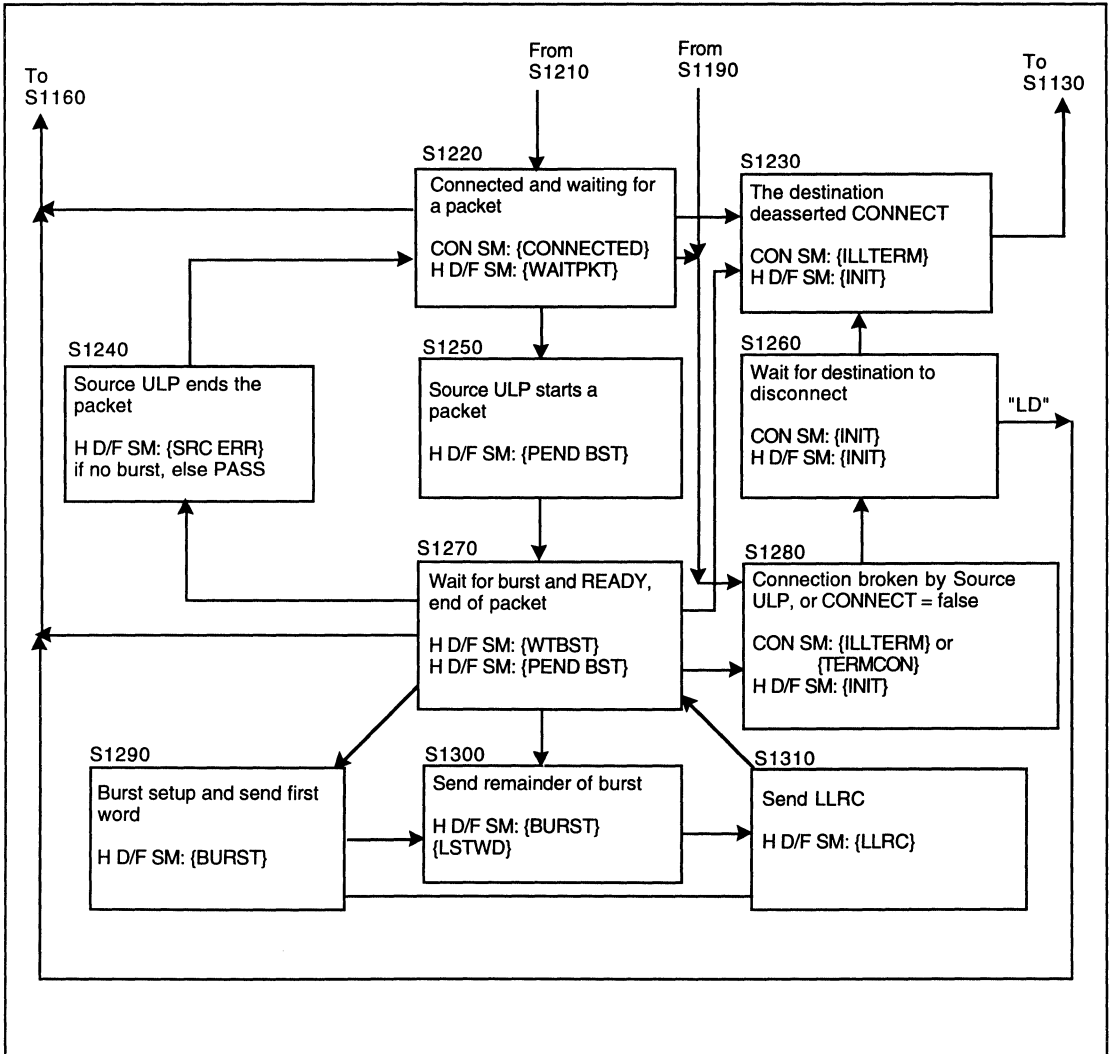 From
S1210
From
S1190
To
S1160
To
S1130
S1220
Connected and waiting for
a packet
CON SM: {CONNECTED}
H D/F SM: {WAITPKT}
S1230
The destination
deasserted CONNECT
CON SM: {ILLTERM}
H D/F SM: {INIT}
S1240
Source ULP ends the
packet
H D/F SM: {SRC ERR}
if no burst, else PASS
S1250
Source ULP starts a
packet
H D/F SM: {PEND BST}
S1260
Wait for destination to
disconnect
CON SM: {INIT}
H D/F SM: {INIT}
"LD"
S1270
Wait for burst and READY,
end of packet
H D/F SM: {WTBST}
H D/F SM: {PEND BST}
S1280
Connection broken by Source
ULP, or CONNECT = false
CON SM: {ILLTERM} or
{TERMCON}
H D/F SM: {INIT}
S1290
Burst setup and send first
word
H D/F SM: {BURST}
S1300
Send remainder of burst
H D/F SM: {BURST}
{LSTWD}
S1310
Send LLRC
H D/F SM: {LLRC}